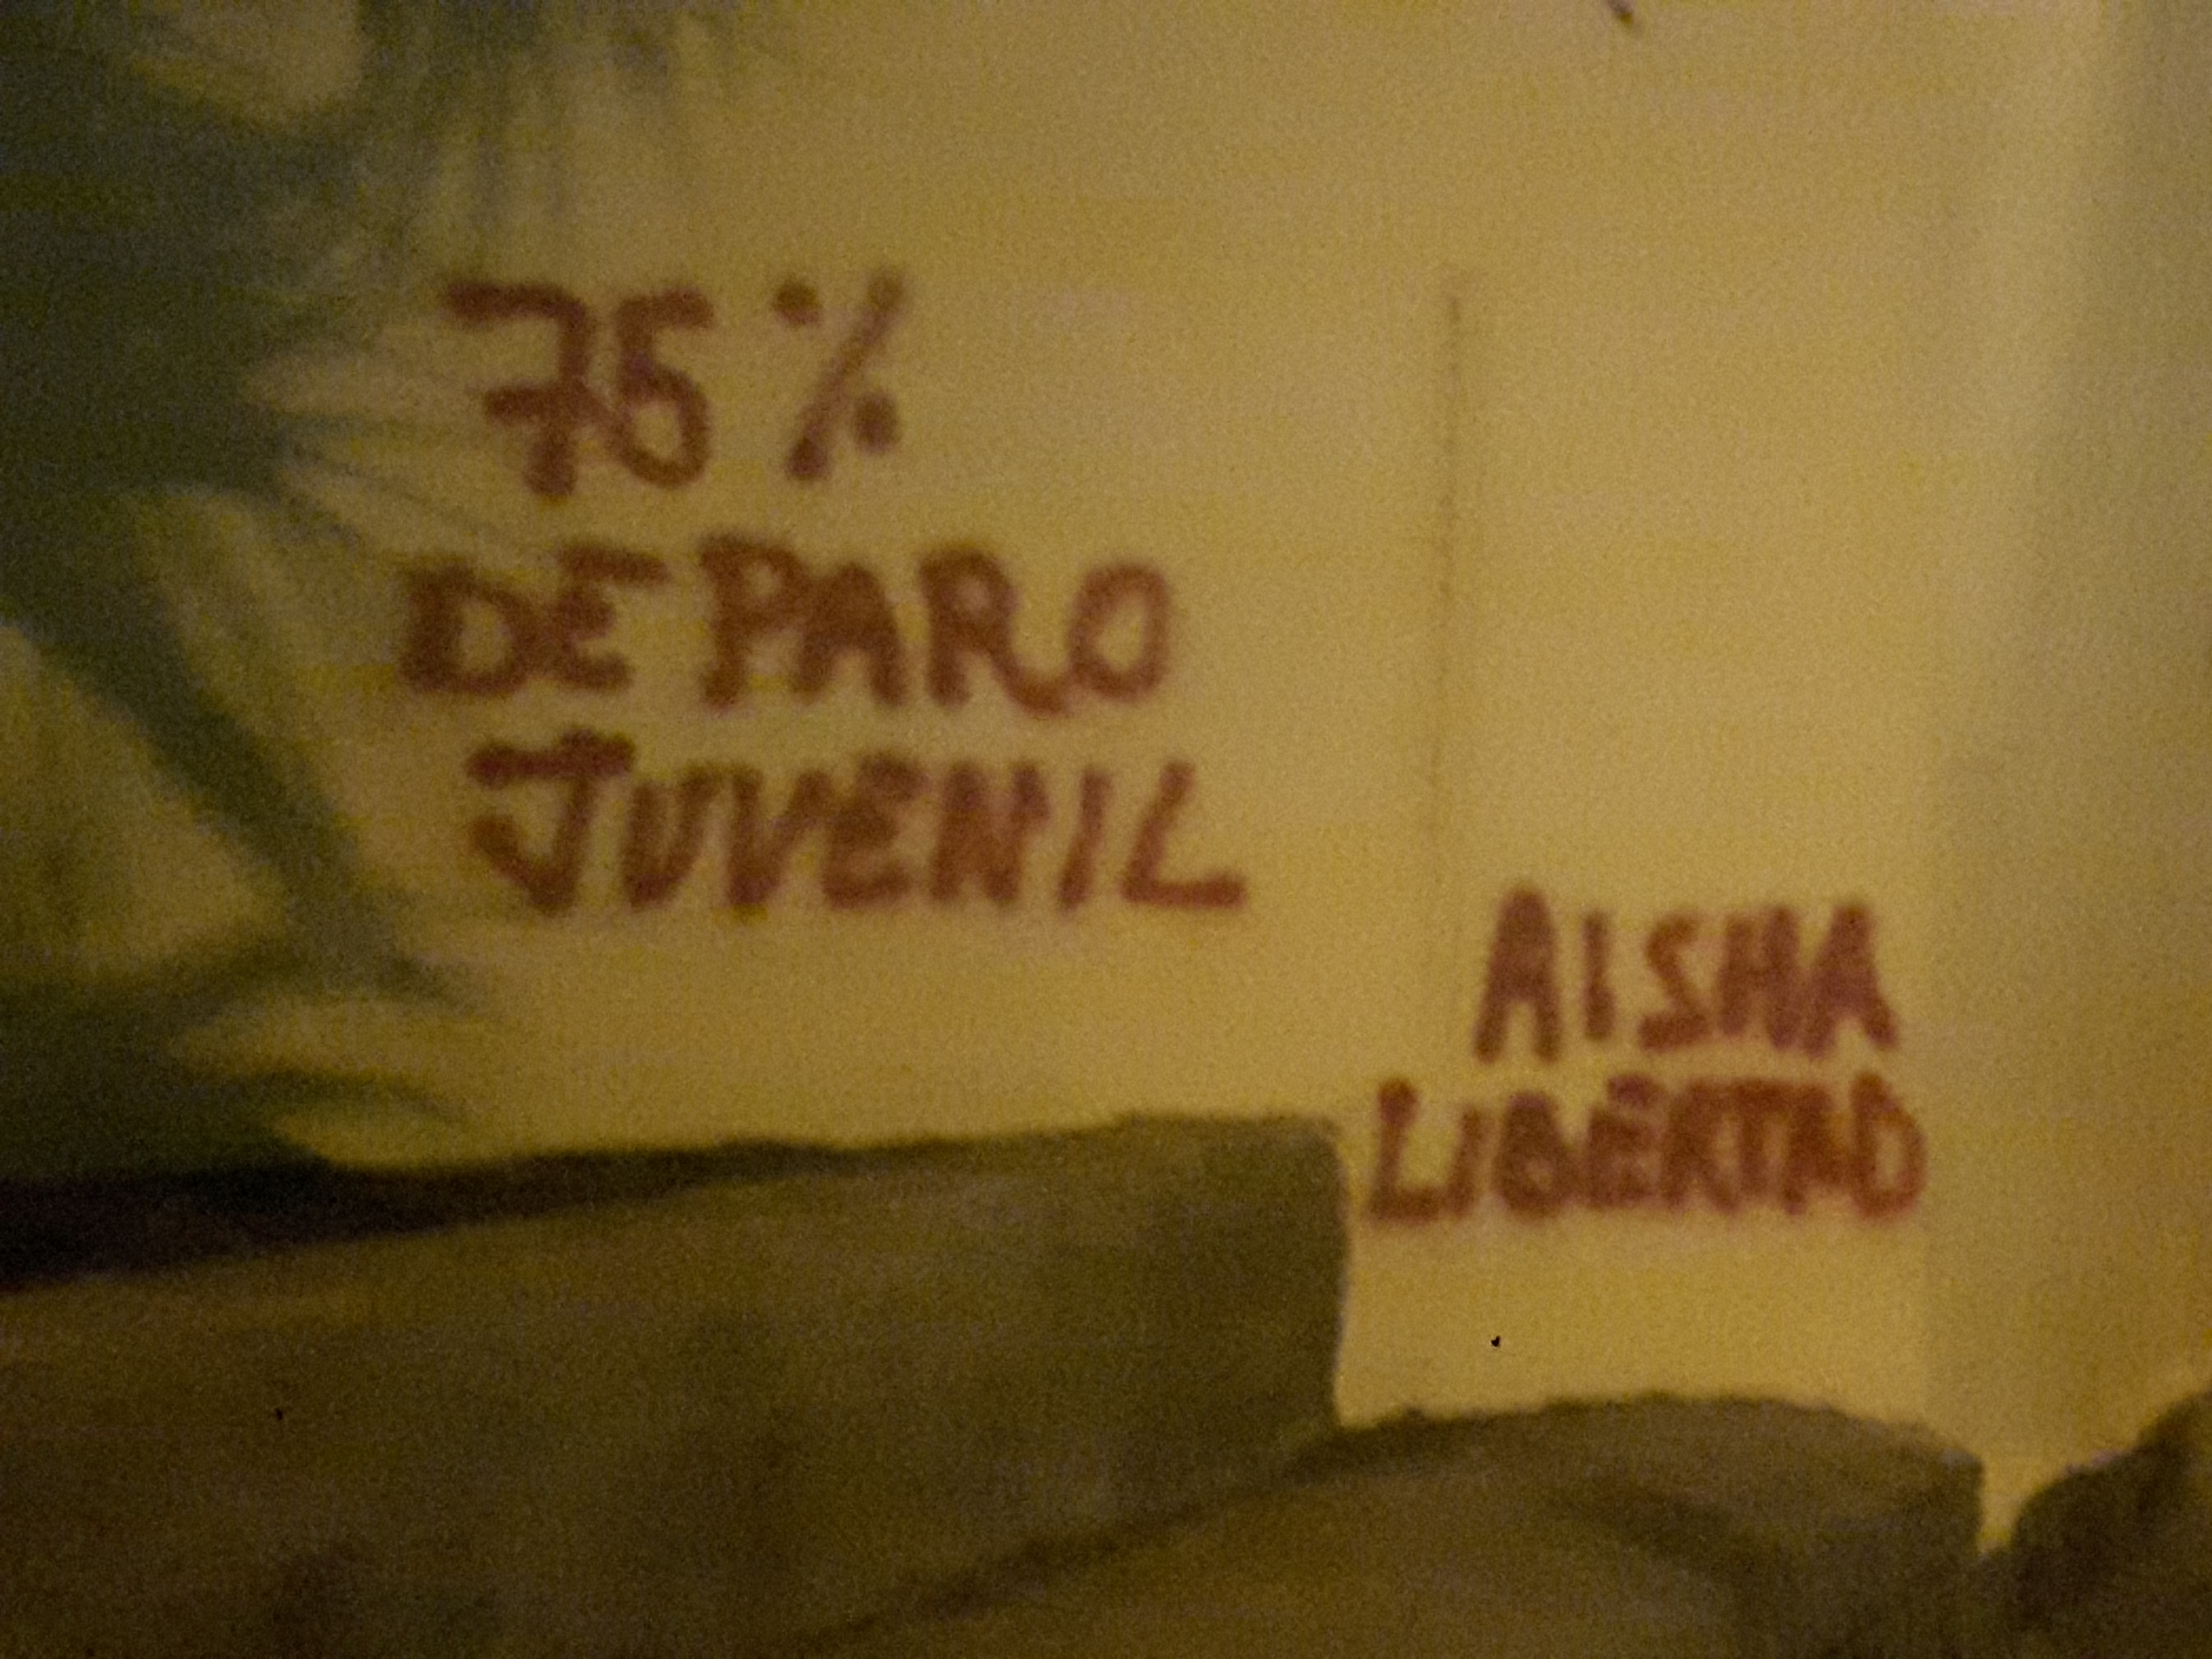 75%
DE PARO
JUVENIL
AISHA
LIBERTAD